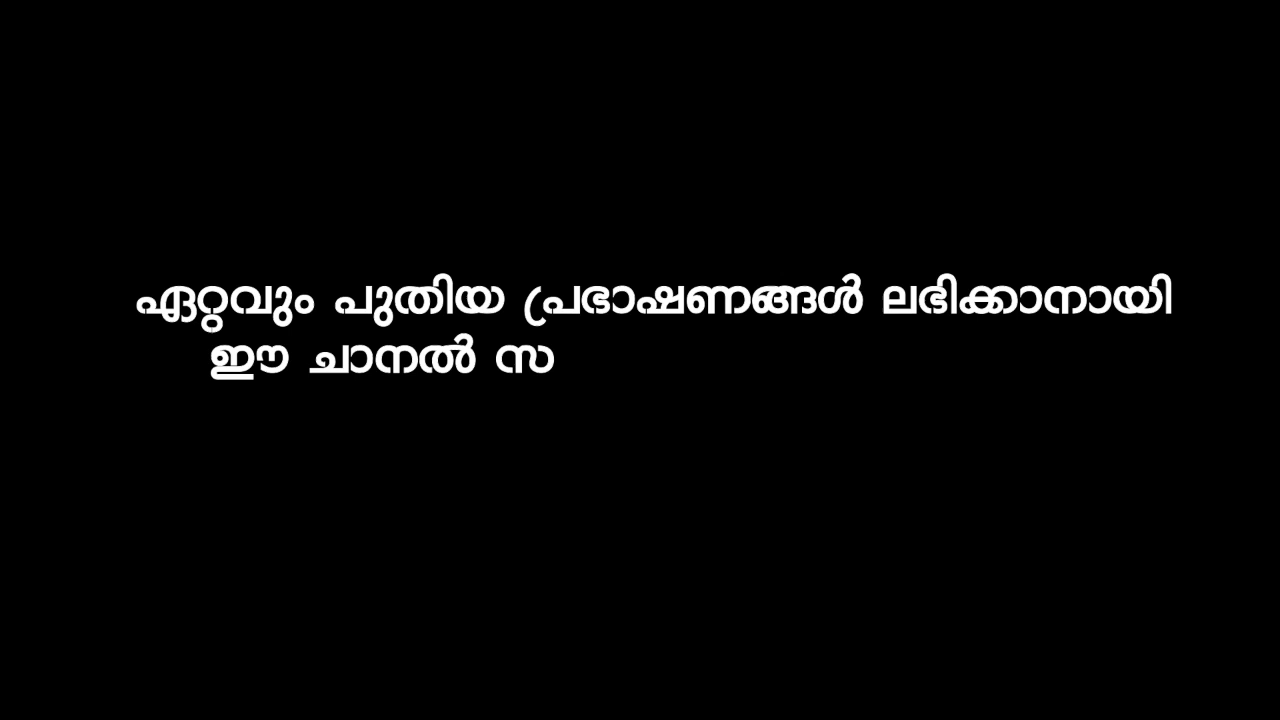 ഏറ്റവും പുതിയ പ്രഭാഷണങ്ങൾ ലഭിക്കാനായി
ഈ ചാനൽ സ